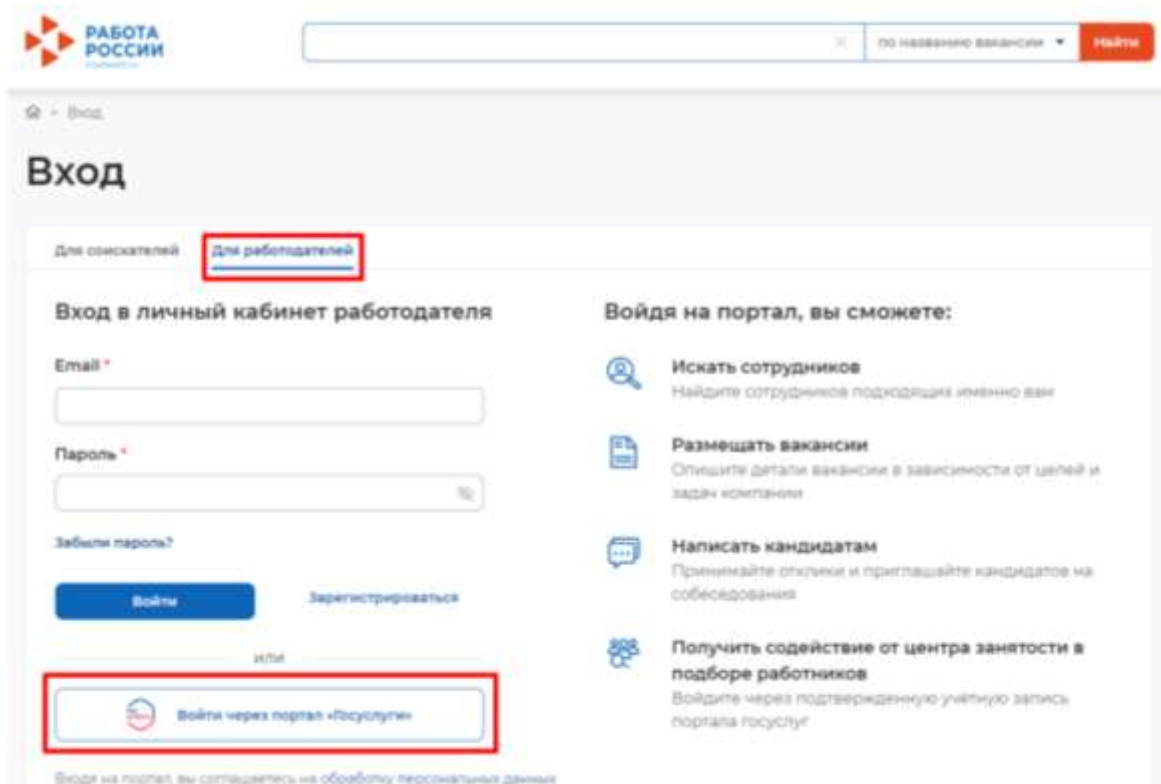 РАБОТА
РОССИИ
по названию вакансии
Найти
Вход
Вход
Для соискателей
Для работодателей
Вход в личный кабинет работодателя
Email *
Пароль *
Забыли пароль?
Войти
Зарегистрироваться
или
Войти через портал «Госуслуги»
Входя на портал, вы соглашаетесь на обработку персональных данных
Войдя на портал, вы сможете:
Искать сотрудников
Найдите сотрудников подходящих именно вам
Размещать вакансии
Опишите детали вакансии в зависимости от целей и
задач компании
Написать кандидатам
Принимайте отклики и приглашайте кандидатов на
собеседования
Получить содействие от центра занятости в
подборе работников
Войдите через подтвержденную учётную запись
портала госуслуг